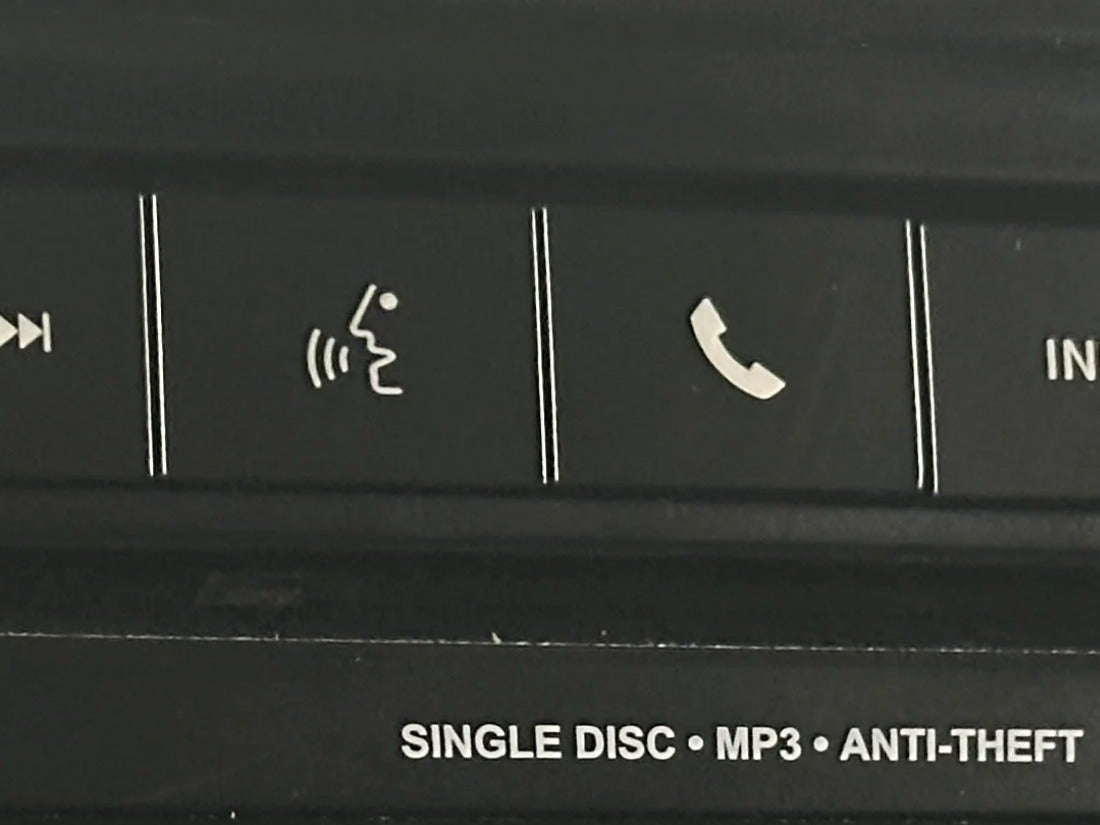 IN
SINGLE DISC • MP3 • ANTI-THEFT